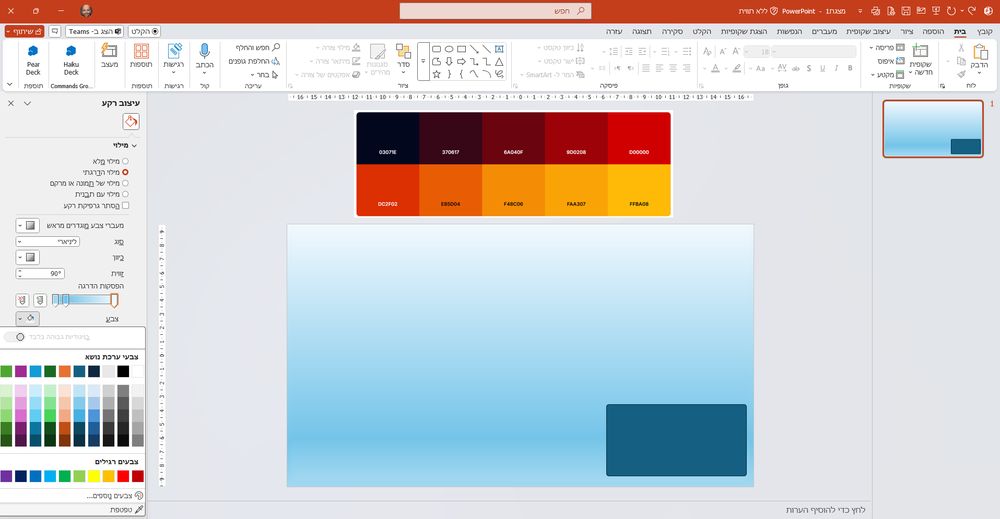 מצגת1 - PowerPoint ללא תווית
חפש
קובץ בית הוספה ציור עיצוב שקופית מעברים הנפשות הצגת שקופיות הקלט סקירה תצוגה עזרה
הקלט הצג ב- Teams שיתוף
הדבק
לוח
שקופית חדשה
פריסה
איפוס
מקטע
שקופיות
18
B I U S ab AV Aa A
גופן
כיוון טקסט
ישר טקסט
המר ל- SmartArt
פיסקה
סדר
סגנונות מהירים
מילוי צורה
מיתאר צורה
אפקטים של צורה
ציור
חפש והחלף
החלפת גופנים
בחר
עריכה
הכתב
קול
רגישות
רגישות
תוספות
תוספות
מעצב
Haiku Deck
Commands Gro...
Pear Deck
תוספות
1
16 15 14 13 12 11 10 9 8 7 6 5 4 3 2 1 0 1 2 3 4 5 6 7 8 9 10 11 12 13 14 15 16
9 8 7 6 5 4 3 2 1 0 1 2 3 4 5 6 7 8 9
03071E 370617 6A040F 9D0208 D00000
DC2F02 E85D04 F48C06 FAA307 FFBA08
עיצוב רקע
מילוי
מילוי מלא
מילוי הדרגתי
מילוי של תמונה או מרקם
מילוי עם תבנית
הסתר גרפיקת רקע
מעברי צבע מוגדרים מראש
סוג ליניארי
כיוון
זווית 90°
הפסקות הדרגה
צבע
בניגודיות גבוהה בלבד
צבעי ערכת נושא
צבעים רגילים
צבעים נוספים...
טפטפת
לחץ כדי להוסיף הערות